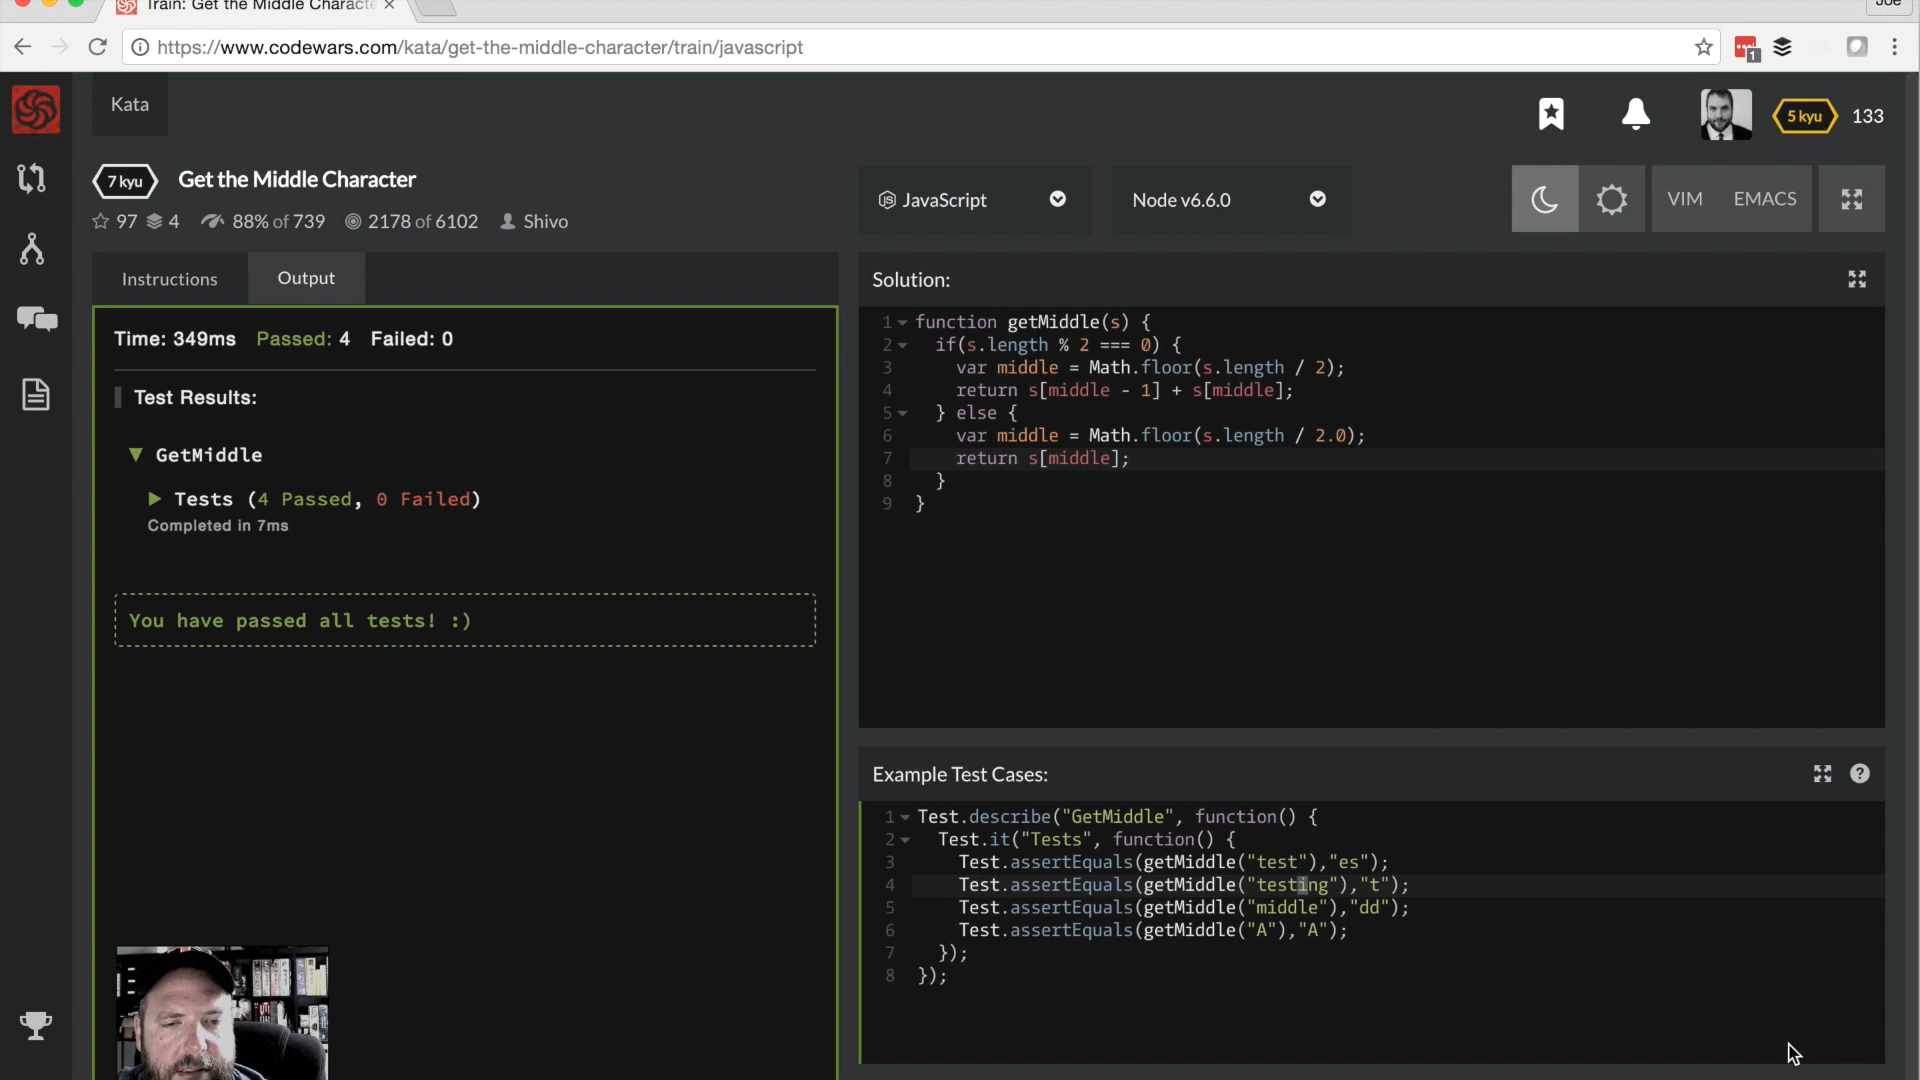 Train: Get the Middle Characte
Joe
https://www.codewars.com/kata/get-the-middle-character/train/javascript
1
Kata
5 kyu
133
7 kyu
Get the Middle Character
97 4 88% of 739 2178 of 6102 Shivo
JavaScript
Node v6.6.0
VIM
EMACS
Instructions
Output
Time: 349ms Passed: 4 Failed: 0
Test Results:
GetMiddle
Tests (4 Passed, 0 Failed)
Completed in 7ms
You have passed all tests! :)
Solution:
1 function getMiddle(s) {
2 if(s.length % 2 === 0) {
3 var middle = Math.floor(s.length / 2);
4 return s[middle - 1] + s[middle];
5 } else {
6 var middle = Math.floor(s.length / 2.0);
7 return s[middle];
8 }
9 }
Example Test Cases:
1 Test.describe("GetMiddle", function() {
2 Test.it("Tests", function() {
3 Test.assertEquals(getMiddle("test"),"es");
4 Test.assertEquals(getMiddle("testing"),"t");
5 Test.assertEquals(getMiddle("middle"),"dd");
6 Test.assertEquals(getMiddle("A"),"A");
7 });
8 });